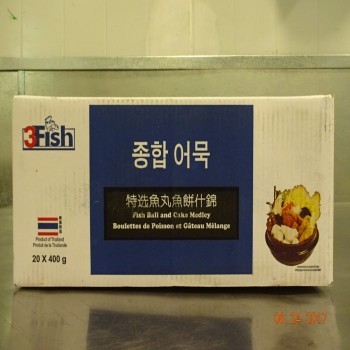 3Fish
종합 어묵
特选魚丸魚餅什錦
Fish Ball and Cake Medley
Boulettes de Poisson et Gâteau Mélange
Product of Thailand
Produit de la Thaïlande
20 X 400 g